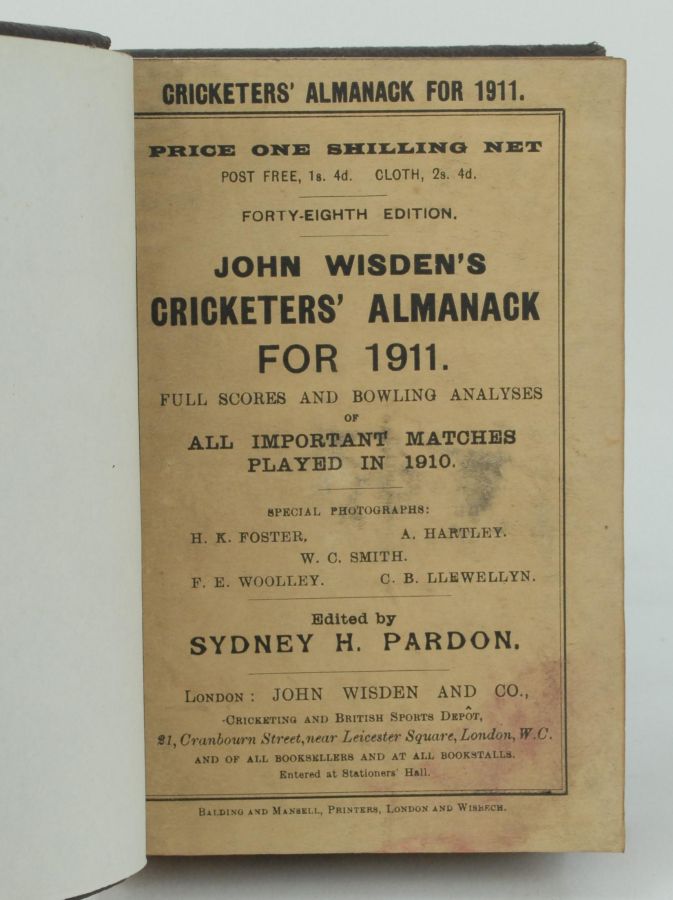 CRICKETERS' ALMANACK FOR 1911.
PRICE ONE SHILLING NET
POST FREE, 1s. 4d. CLOTH, 2s. 4d.
FORTY-EIGHTH EDITION.
JOHN WISDEN'S
CRICKETERS' ALMANACK
FOR 1911.
FULL SCORES AND BOWLING ANALYSES
OF
ALL IMPORTANT MATCHES
PLAYED IN 1910.
SPECIAL PHOTOGRAPHS:
H. K. FOSTER, A. HARTLEY.
W. C. SMITH.
F. E. WOOLLEY. C. B. LLEWELLYN.
Edited by
SYDNEY H. PARDON.
LONDON: JOHN WISDEN AND CO.,
CRICKETING AND BRITISH SPORTS DEPÔT,
21, Cranbourn Street, near Leicester Square, London, W.C.
AND OF ALL BOOKSELLERS AND AT ALL BOOKSTALLS.
Entered at Stationers' Hall.
BALDING AND MANSELL, PRINTERS, LONDON AND WISBECH.